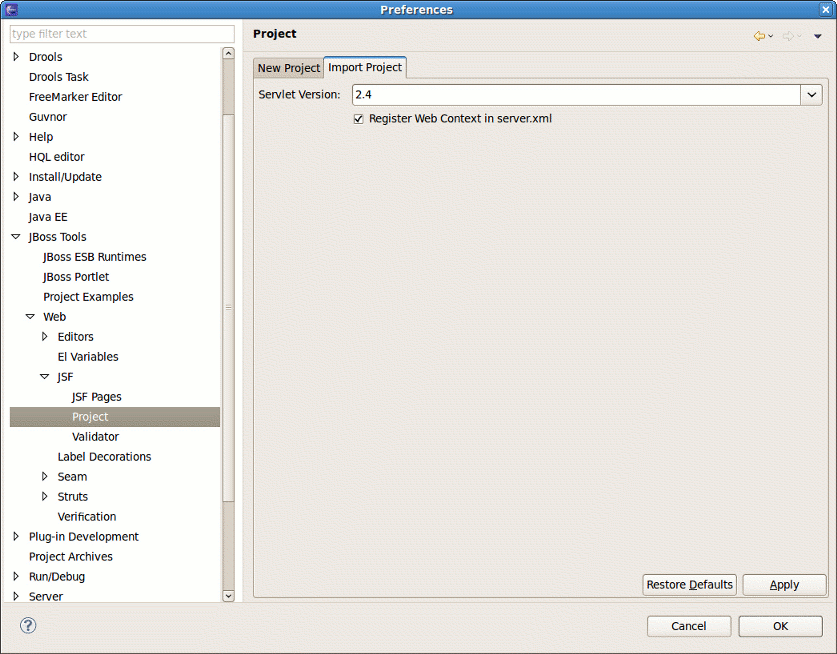 Preferences
type filter text
Drools
Drools Task
FreeMarker Editor
Guvnor
Help
HQL editor
Install/Update
Java
Java EE
JBoss Tools
JBoss ESB Runtimes
JBoss Portlet
Project Examples
Web
Editors
El Variables
JSF
JSF Pages
Project
Validator
Label Decorations
Seam
Struts
Verification
Plug-in Development
Project Archives
Run/Debug
Server
Project
New Project Import Project
Servlet Version: 2.4
Register Web Context in server.xml
Restore Defaults Apply
Cancel OK